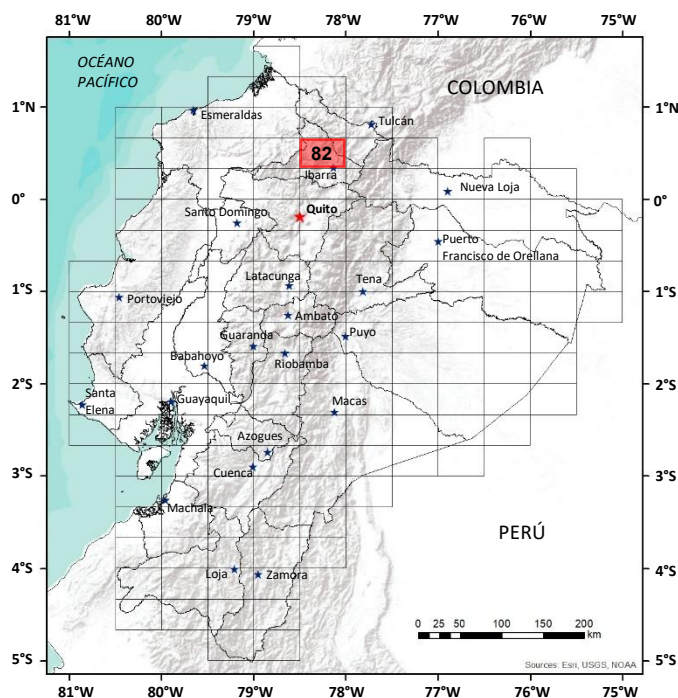 81°W 80°W 79°W 78°W 77°W 76°W 75°W
OCÉANO
PACÍFICO
COLOMBIA
1°N 1°N
Esmeraldas
Tulcán
82
Ibarra
Nueva Loja
0° 0°
Quito
Santo Domingo
Puerto
Francisco de Orellana
Latacunga
Tena
1°S 1°S
Portoviejo
Ambato
Guaranda
Puyo
Babahoyo
Riobamba
2°S 2°S
Santa
Elena
Guayaquil
Macas
Azogues
3°S 3°S
Cuenca
Machala
PERÚ
4°S 4°S
Loja
Zamora
0 25 50 100 150 200
km
5°S 5°S
Sources: Esri, USGS, NOAA
81°W 80°W 79°W 78°W 77°W 76°W 75°W